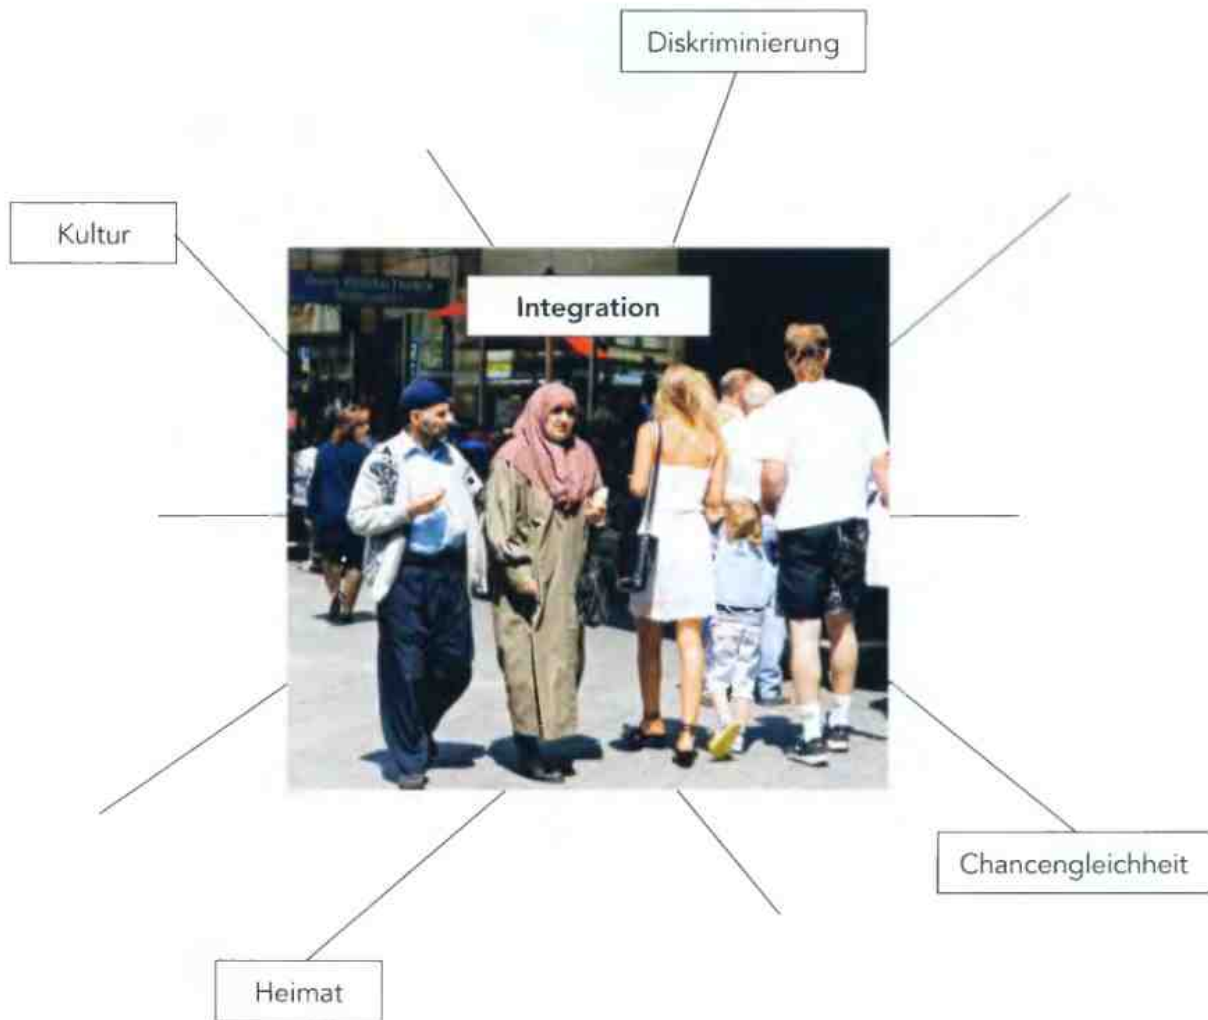 Diskriminierung
Kultur
Integration
Chancengleichheit
Heimat